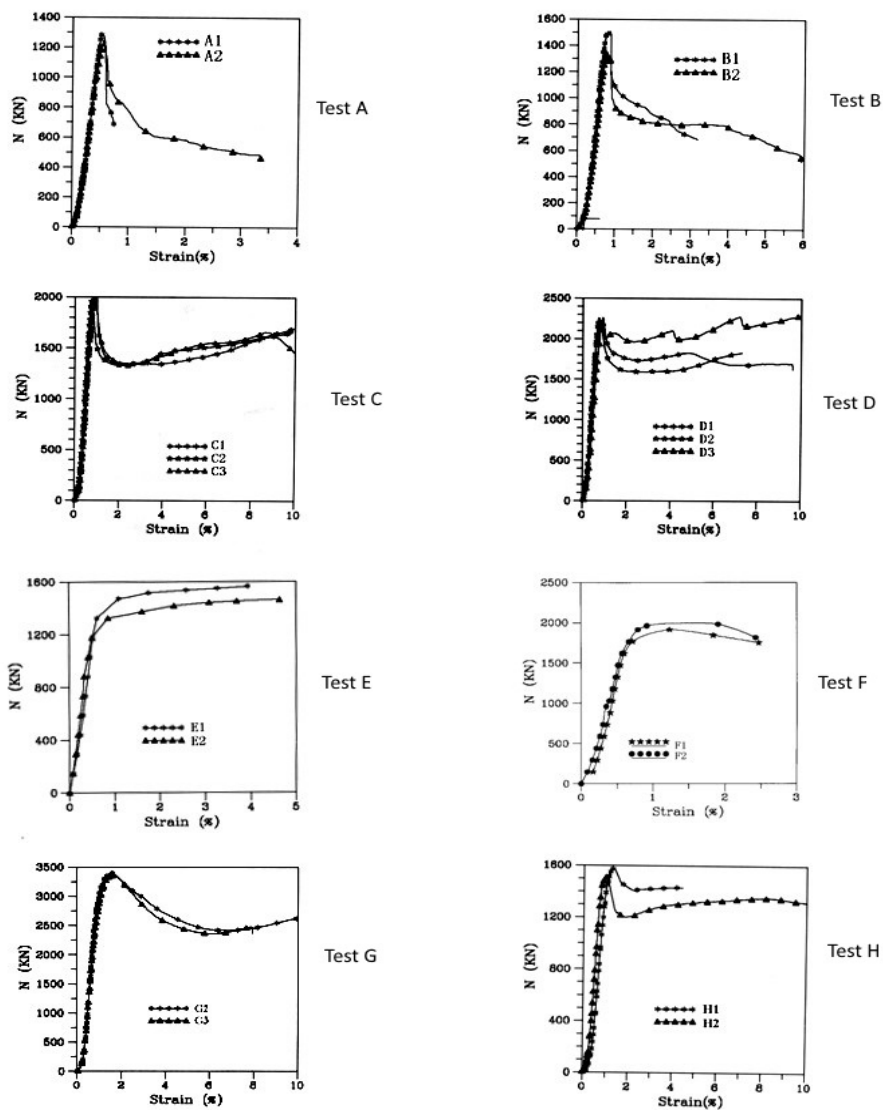 1400
1200
1000
800
600
400
200
0
N (KN)
A1
A2
0 1 2 3 4
Strain(%)
Test A
1600
1400
1200
1000
800
600
400
200
0
N (KN)
B1
B2
0 1 2 3 4 5 6
Strain(%)
Test B
2000
1500
1000
500
0
N (KN)
C1
C2
C3
0 2 4 6 8 10
Strain (%)
Test C
2500
2000
1500
1000
500
0
N (KN)
D1
D2
D3
0 2 4 6 8 10
Strain(%)
Test D
1600
1200
800
400
0
N (KN)
E1
E2
0 1 2 3 4 5
Strain (%)
Test E
2500
2000
1500
1000
500
0
N (KN)
F1
F2
0 1 2 3
Strain (%)
Test F
3500
3000
2500
2000
1500
1000
500
0
N (KN)
G2
G3
0 2 4 6 8 10
Strain (%)
Test G
1600
1200
800
400
0
N (KN)
H1
H2
0 2 4 6 8 10
Strain(%)
Test H